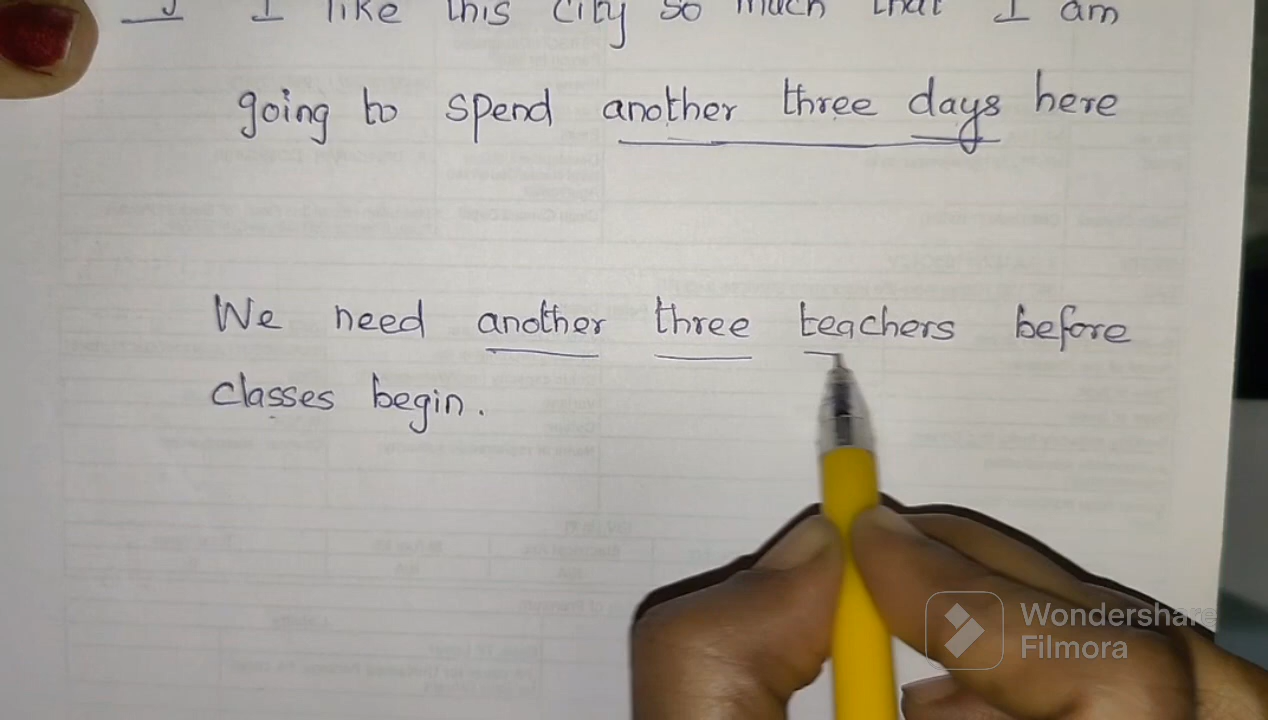 I like this city so much that I am
going to spend another three days here
We need another three teachers before
classes begin.
Wondershare
Filmora